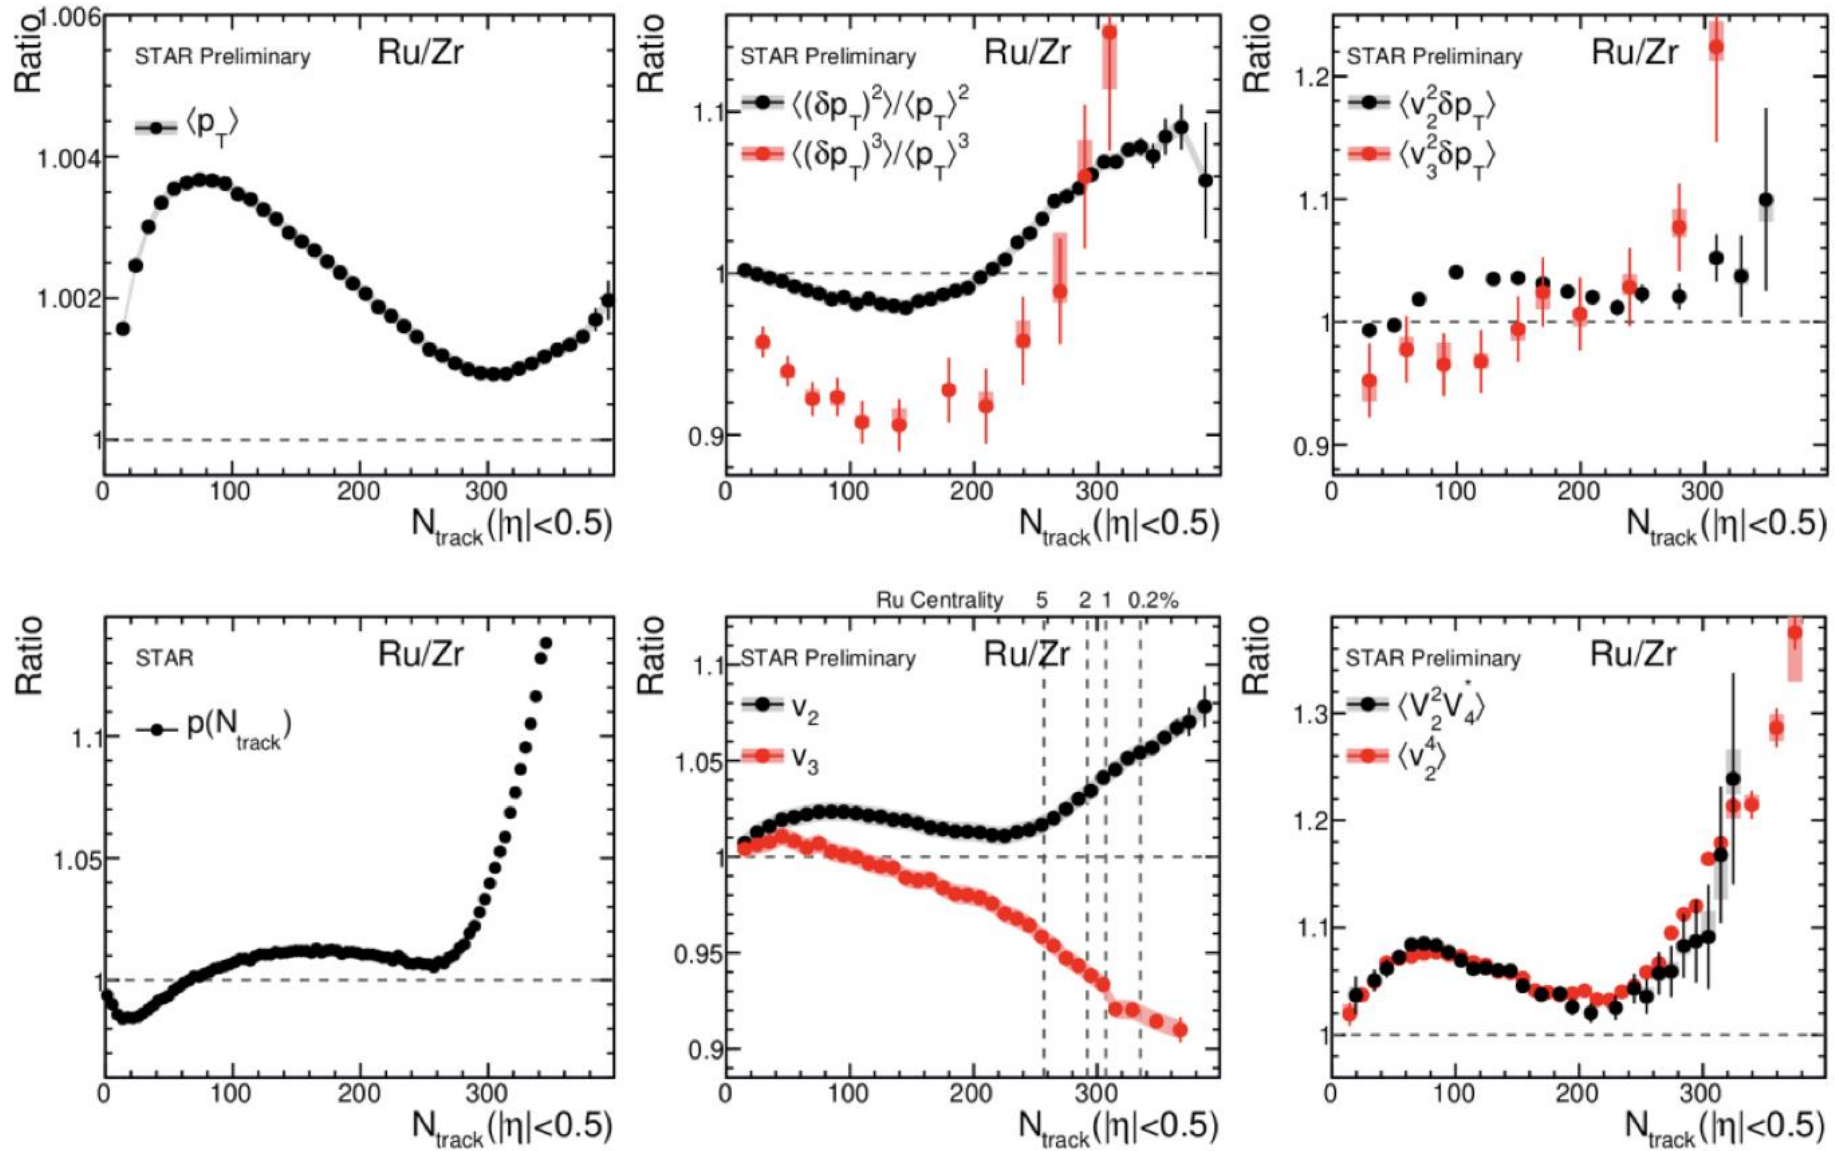 Ratio
1.006
STAR Preliminary
Ru/Zr
⟨p_T⟩
1.004
1.002
1
0 100 200 300
N_track(|η|<0.5)
Ratio
STAR Preliminary
Ru/Zr
⟨(δp_T)^2⟩/⟨p_T⟩^2
⟨(δp_T)^3⟩/⟨p_T⟩^3
1.1
1
0.9
0 100 200 300
N_track(|η|<0.5)
Ratio
STAR Preliminary
Ru/Zr
⟨v_2^2δp_T⟩
⟨v_3^2δp_T⟩
1.2
1.1
1
0.9
0 100 200 300
N_track(|η|<0.5)
Ratio
STAR
Ru/Zr
p(N_track)
1.1
1.05
1
0 100 200 300
N_track(|η|<0.5)
Ru Centrality 5 2 1 0.2%
Ratio
STAR Preliminary
Ru/Zr
v_2
v_3
1.1
1.05
1
0.95
0.9
0 100 200 300
N_track(|η|<0.5)
Ratio
STAR Preliminary
Ru/Zr
⟨V_2^2V_4^*⟩
⟨v_2^4⟩
1.3
1.2
1.1
1
0 100 200 300
N_track(|η|<0.5)